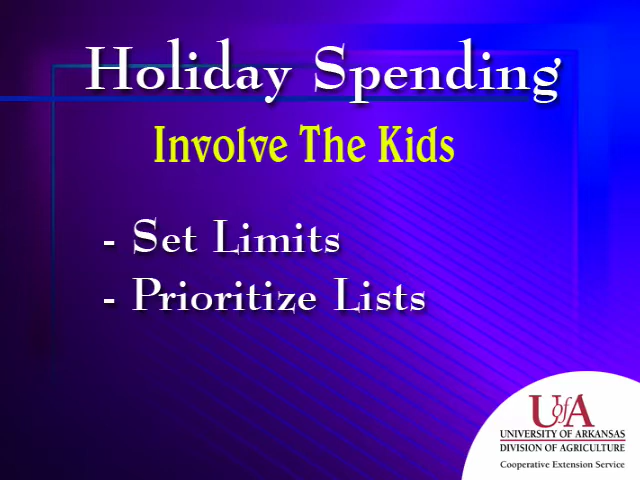 Holiday Spending
Involve The Kids
- Set Limits
- Prioritize Lists
UofA
UNIVERSITY OF ARKANSAS
DIVISION OF AGRICULTURE
Cooperative Extension Service